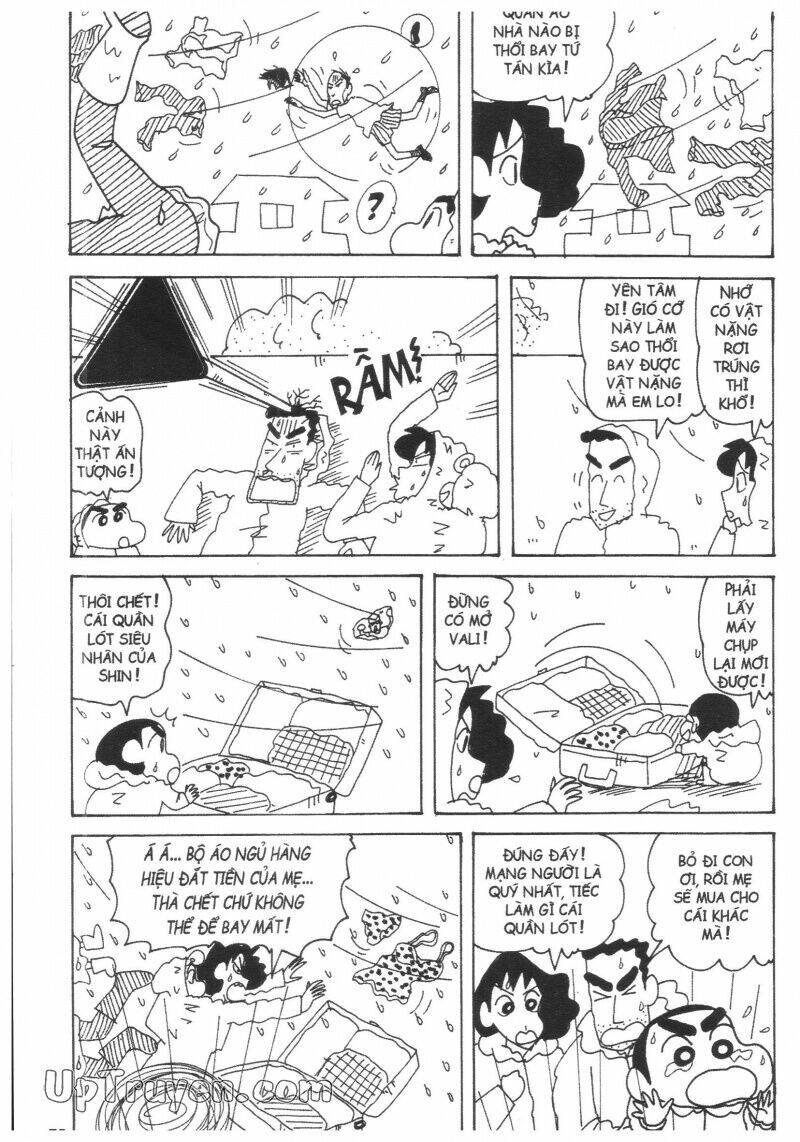 QUẦN ÁO
NHÀ NÀO BỊ
THỔI BAY TỨ
TẤN KÌA!
!
?
NHỚ
CÓ VẬT
NẶNG
RƠI
TRÚNG
THÌ
KHỔ!
YÊN TÂM
ĐI! GIÓ CỠ
NÀY LÀM
SAO THỔI
BAY ĐƯỢC
VẬT NẶNG
MÀ EM LO!
RẦM!
CẢNH
NÀY
THẬT ẤN
TƯỢNG!
PHẢI
LẤY
MÁY
CHỤP
LẠI MỚI
ĐƯỢC!
ĐỪNG
CÓ MỞ
VALI!
THÔI CHẾT!
CÁI QUẦN
LÓT SIÊU
NHÂN CỦA
SHIN!
BỎ ĐI CON
ƠI, RỒI MẸ
SẼ MUA CHO
CÁI KHÁC
MÀ!
ĐÚNG ĐẤY!
MẠNG NGƯỜI LÀ
QUÝ NHẤT, TIẾC
LÀM GÌ CÁI
QUẦN LÓT!
Á Á... BỘ ÁO NGỦ HÀNG
HIỆU ĐẮT TIỀN CỦA MẸ...
THÀ CHẾT CHỨ KHÔNG
THỂ ĐỂ BAY MẤT!
UpTruyen.com